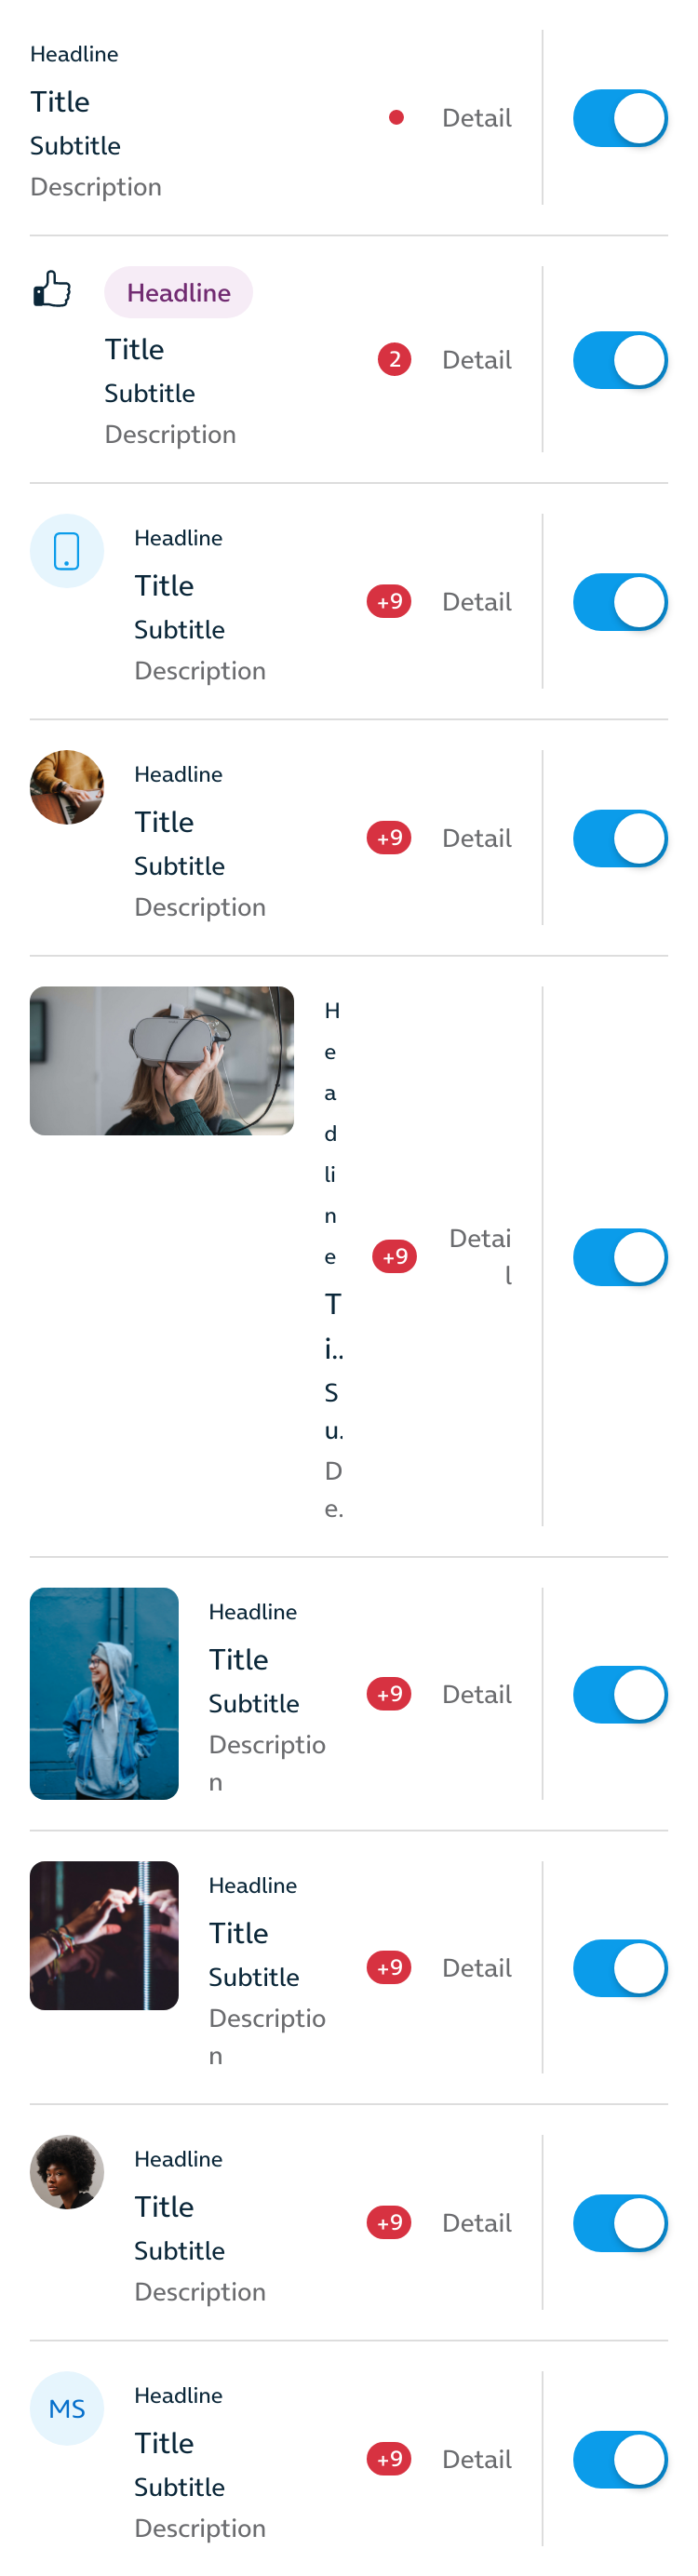 Headline
Title
Subtitle
Description
Detail
Headline
Title
Subtitle
Description
2
Detail
Headline
Title
Subtitle
Description
+9
Detail
Headline
Title
Subtitle
Description
+9
Detail
H
e
a
d
li
n
e
T
i..
S
u.
D
e.
+9
Detai
l
Headline
Title
Subtitle
Descriptio
n
+9
Detail
Headline
Title
Subtitle
Descriptio
n
+9
Detail
Headline
Title
Subtitle
Description
+9
Detail
MS
Headline
Title
Subtitle
Description
+9
Detail